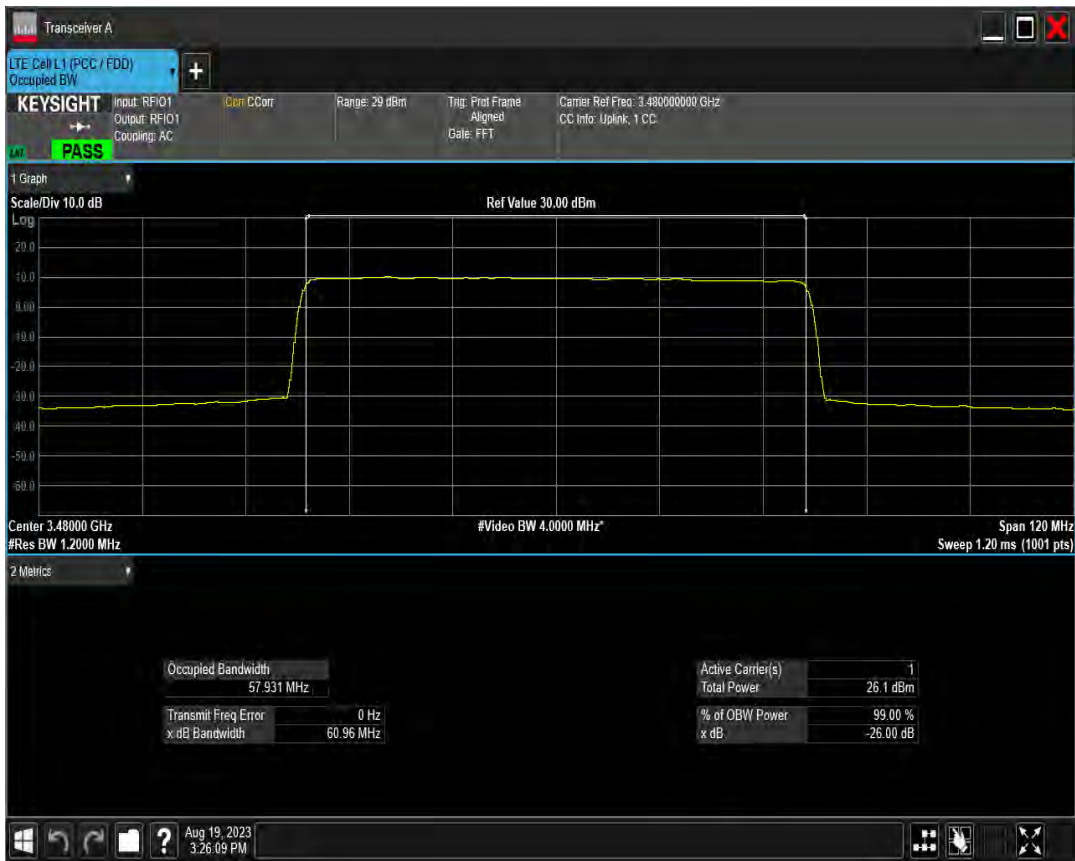 Transceiver A
LTE Cell L1 (PCC / FDD)
Occupied BW
+
KEYSIGHT
Input: RFIO1
Output: RFIO1
Coupling: AC
Corr CCorr
Range: 29 dBm
Trig: Prot Frame
Aligned
Gate: FFT
Carrier Ref Freq: 3.480000000 GHz
CC Info: Uplink, 1 CC
PASS
1 Graph
Scale/Div 10.0 dB
Ref Value 30.00 dBm
Log
20.0
10.0
0.00
-10.0
-20.0
-30.0
-40.0
-50.0
-60.0
Center 3.48000 GHz
#Video BW 4.0000 MHz*
Span 120 MHz
#Res BW 1.2000 MHz
Sweep 1.20 ms (1001 pts)
2 Metrics
Occupied Bandwidth
57.931 MHz
Transmit Freq Error 0 Hz
x dB Bandwidth 60.96 MHz
Active Carrier(s) 1
Total Power 26.1 dBm
% of OBW Power 99.00 %
x dB -26.00 dB
?
Aug 19, 2023
3:26:09 PM